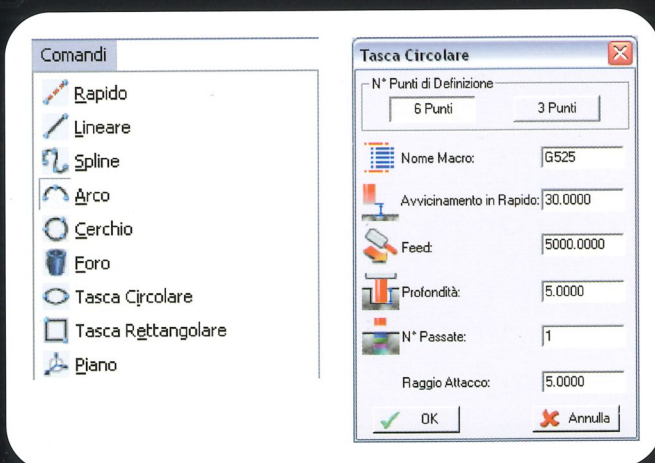 Comandi
Rapido
Lineare
Spline
Arco
Cerchio
Foro
Tasca Circolare
Tasca Rettangolare
Piano
Tasca Circolare
N° Punti di Definizione
6 Punti 3 Punti
Nome Macro: G525
Avvicinamento in Rapido: 30.0000
Feed: 5000.0000
Profondità: 5.0000
N° Passate: 1
Raggio Attacco: 5.0000
OK Annulla